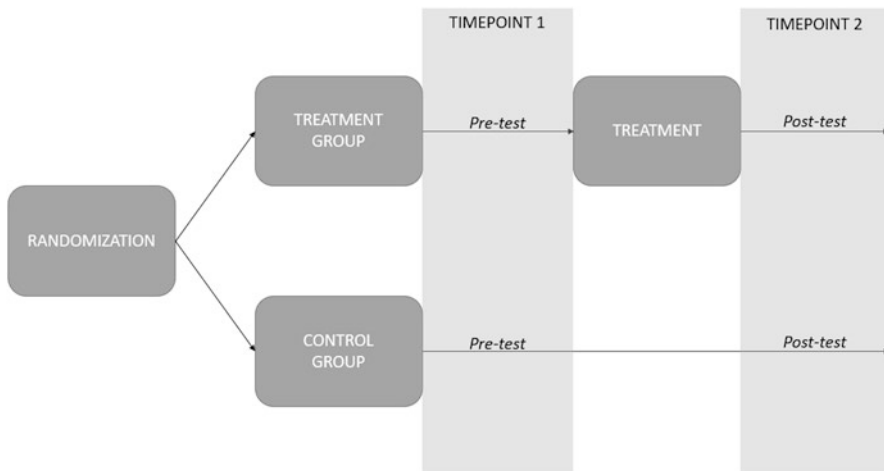 TIMEPOINT 1
TIMEPOINT 2
TREATMENT
GROUP
Pre-test
TREATMENT
Post-test
RANDOMIZATION
CONTROL
GROUP
Pre-test
Post-test